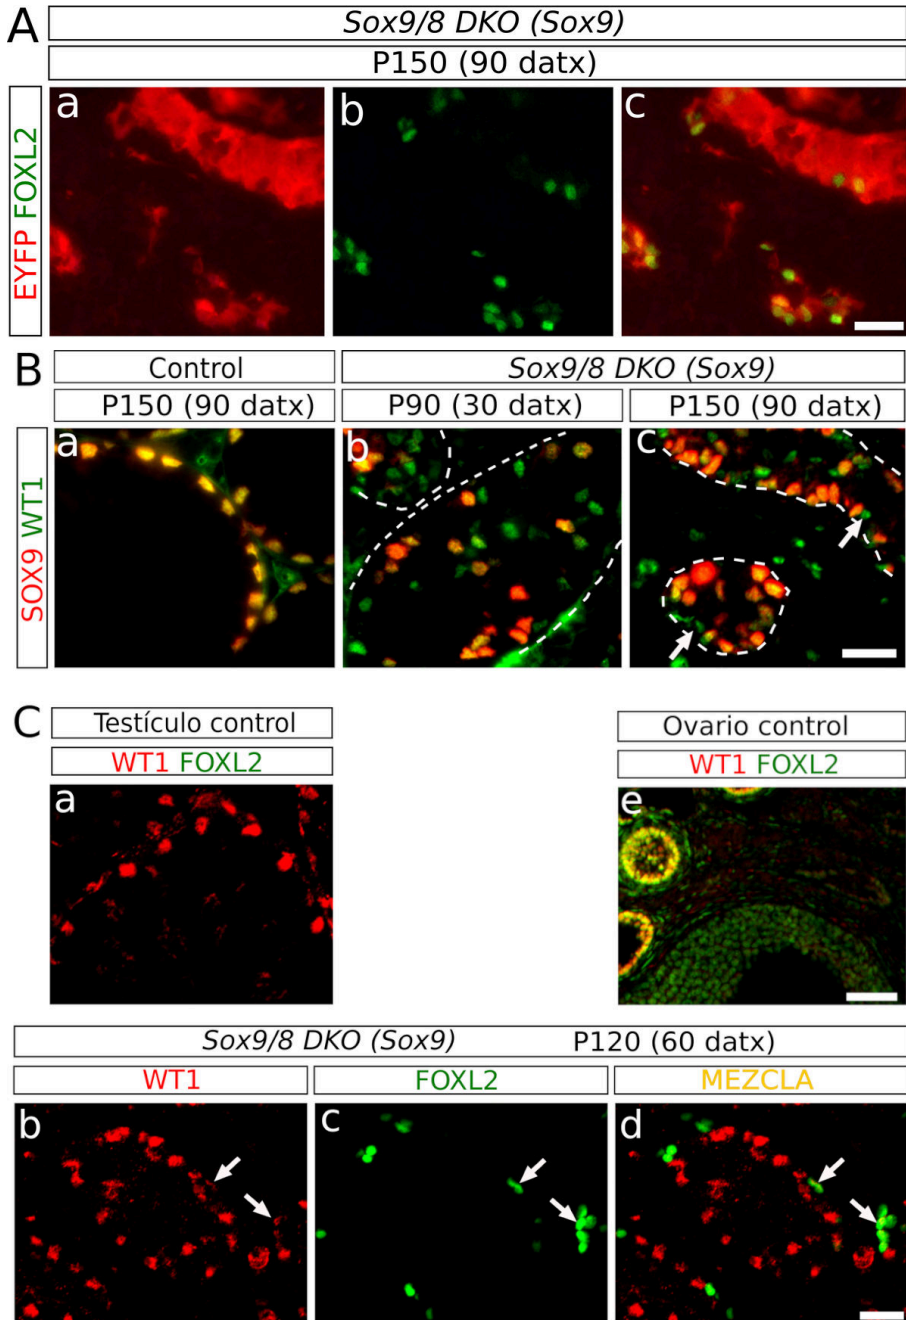 A
Sox9/8 DKO (Sox9)
P150 (90 datx)
EYFP FOXL2
a
b
c
B
Control
Sox9/8 DKO (Sox9)
P150 (90 datx)
P90 (30 datx)
P150 (90 datx)
SOX9 WT1
a
b
c
C
Testículo control
Ovario control
WT1 FOXL2
WT1 FOXL2
a
e
Sox9/8 DKO (Sox9) P120 (60 datx)
WT1
FOXL2
MEZCLA
b
c
d